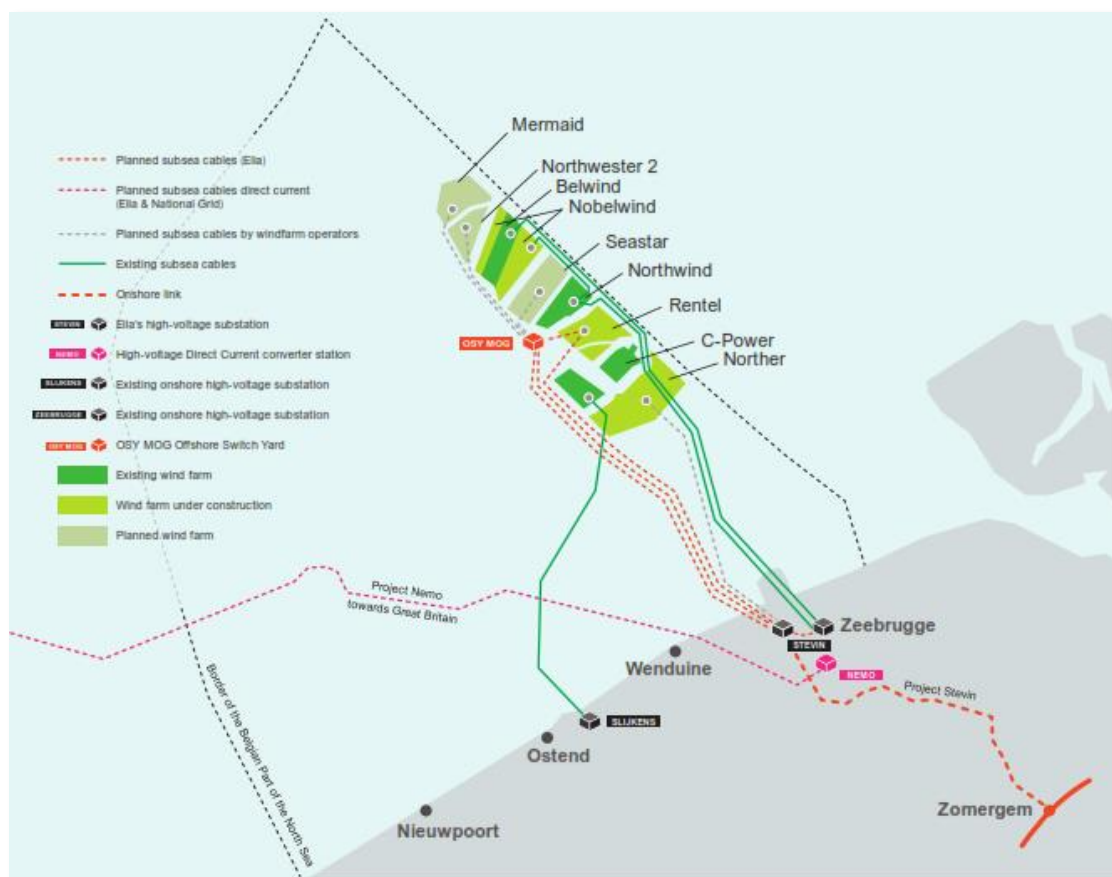 Mermaid
Northwester 2
Belwind
Nobelwind
Seastar
Northwind
Rentel
C-Power
Norther
Planned subsea cables (Elia)
Planned subsea cables direct current
(Elia & National Grid)
Planned subsea cables by windfarm operators
Existing subsea cables
Onshore link
STEVIN
Elia's high-voltage substation
NEMO
High-voltage Direct Current converter station
SLIJKENS
Existing onshore high-voltage substation
ZEEBRUGGE
Existing onshore high-voltage substation
OSY MOG
OSY MOG Offshore Switch Yard
Existing wind farm
Wind farm under construction
Planned wind farm
OSY MOG
Project Nemo
towards Great Britain
Border of the Belgian Part of the North Sea
Zeebrugge
STEVIN
NEMO
Wenduine
Project Stevin
SLIJKENS
Ostend
Nieuwpoort
Zomergem